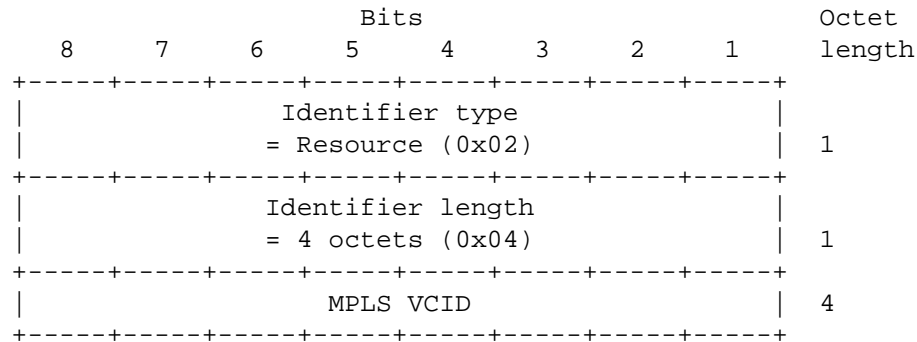 Bits                          Octet
   8     7     6     5     4     3     2     1        length
+-----+-----+-----+-----+-----+-----+-----+-----+
|                Identifier type                |
|               = Resource (0x02)               |  1
+-----+-----+-----+-----+-----+-----+-----+-----+
|               Identifier length               |
|               = 4 octets (0x04)               |  1
+-----+-----+-----+-----+-----+-----+-----+-----+
|                   MPLS VCID                   |  4
+-----+-----+-----+-----+-----+-----+-----+-----+